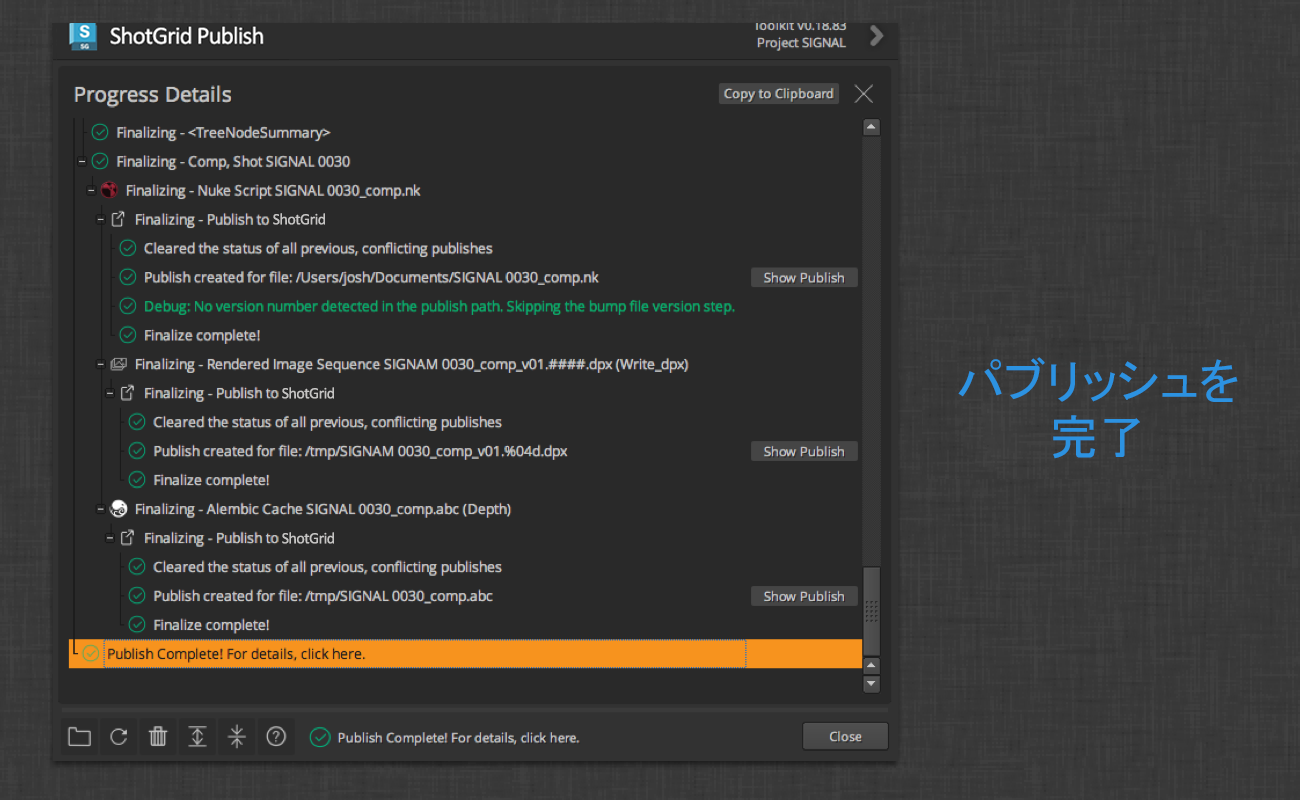 S
SG
ShotGrid Publish
Toolkit v0.18.83
Project SIGNAL
Progress Details
Copy to Clipboard
Finalizing - <TreeNodeSummary>
Finalizing - Comp, Shot SIGNAL 0030
Finalizing - Nuke Script SIGNAL 0030_comp.nk
Finalizing - Publish to ShotGrid
Cleared the status of all previous, conflicting publishes
Publish created for file: /Users/josh/Documents/SIGNAL 0030_comp.nk
Show Publish
Debug: No version number detected in the publish path. Skipping the bump file version step.
Finalize complete!
Finalizing - Rendered Image Sequence SIGNAM 0030_comp_v01.####.dpx (Write_dpx)
Finalizing - Publish to ShotGrid
Cleared the status of all previous, conflicting publishes
Publish created for file: /tmp/SIGNAM 0030_comp_v01.%04d.dpx
Show Publish
Finalize complete!
Finalizing - Alembic Cache SIGNAL 0030_comp.abc (Depth)
Finalizing - Publish to ShotGrid
Cleared the status of all previous, conflicting publishes
Publish created for file: /tmp/SIGNAL 0030_comp.abc
Show Publish
Finalize complete!
Publish Complete! For details, click here.
Publish Complete! For details, click here.
Close
パブリッシュを
完了